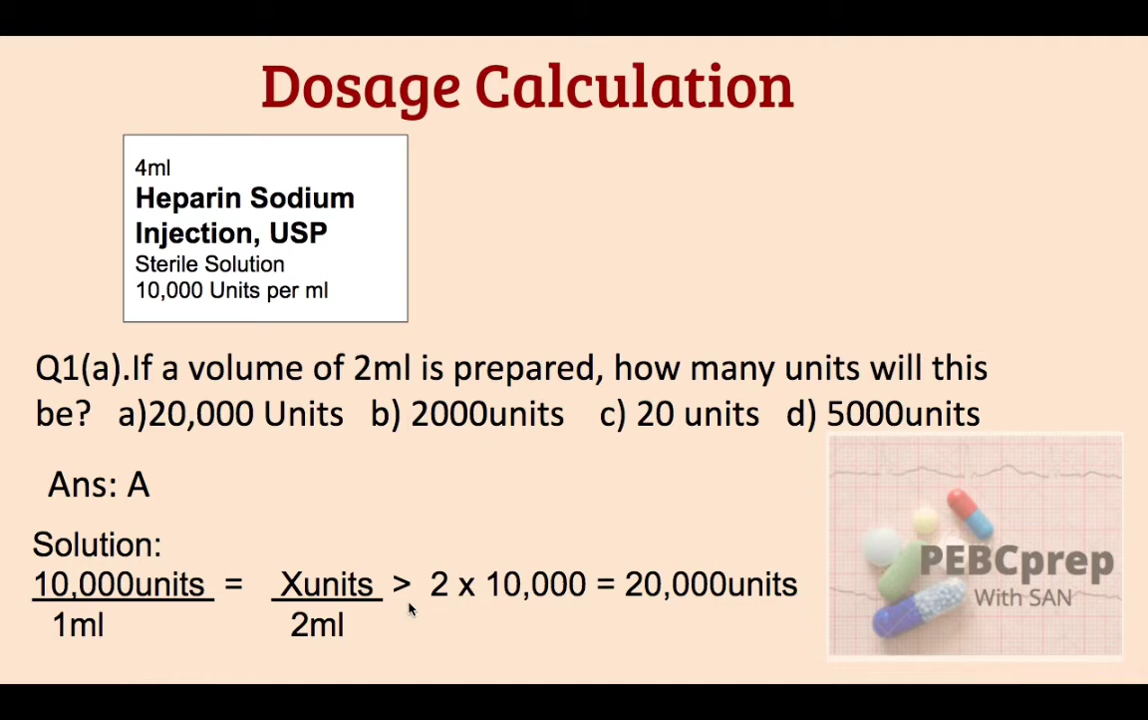 Dosage Calculation
4ml
Heparin Sodium
Injection, USP
Sterile Solution
10,000 Units per ml
Q1(a).If a volume of 2ml is prepared, how many units will this
be? a)20,000 Units b) 2000units c) 20 units d) 5000units
Ans: A
Solution:
10,000units = Xunits > 2 x 10,000 = 20,000units
1ml 2ml
PEBCprep
With SAN